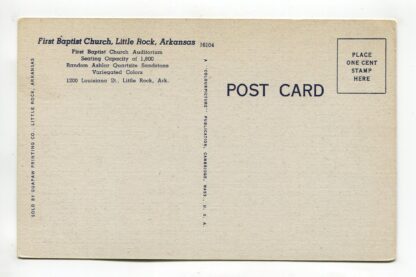 First Baptist Church, Little Rock, Arkansas 16104
First Baptist Church Auditorium
Seating Capacity of 1,600
Random Ashlar Quartzite Sandstone
Variegated Colors
1200 Louisiana St., Little Rock, Ark.
SOLD BY QUAPAW PRINTING CO. LITTLE ROCK, ARKANSAS
A "COLOURPICTURE" PUBLICATION, CAMBRIDGE, MASS., U.S.A.
POST CARD
PLACE
ONE CENT
STAMP
HERE